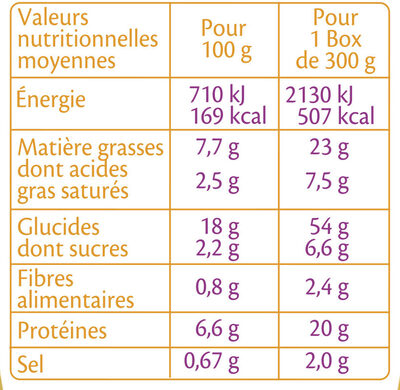 Valeurs nutritionnelles moyennes | Pour 100 g | Pour 1 Box de 300 g
Énergie | 710 kJ 169 kcal | 2130 kJ 507 kcal
Matière grasses | 7,7 g | 23 g
dont acides gras saturés | 2,5 g | 7,5 g
Glucides | 18 g | 54 g
dont sucres | 2,2 g | 6,6 g
Fibres alimentaires | 0,8 g | 2,4 g
Protéines | 6,6 g | 20 g
Sel | 0,67 g | 2,0 g